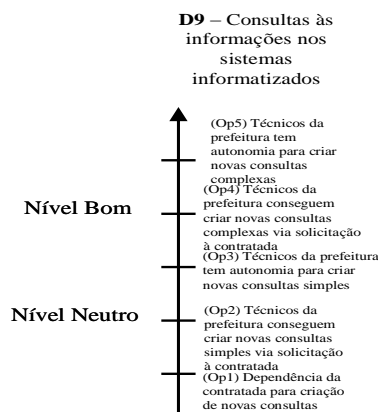 D9 – Consultas às
informações nos
sistemas
informatizados
(Op5) Técnicos da
prefeitura tem
autonomia para criar
novas consultas
complexas
(Op4) Técnicos da
prefeitura conseguem
criar novas consultas
complexas via solicitação
à contratada
Nível Bom
(Op3) Técnicos da prefeitura
tem autonomia para criar
novas consultas simples
(Op2) Técnicos da
prefeitura conseguem
criar novas consultas
simples via solicitação
à contratada
Nível Neutro
(Op1) Dependência da
contratada para criação
de novas consultas